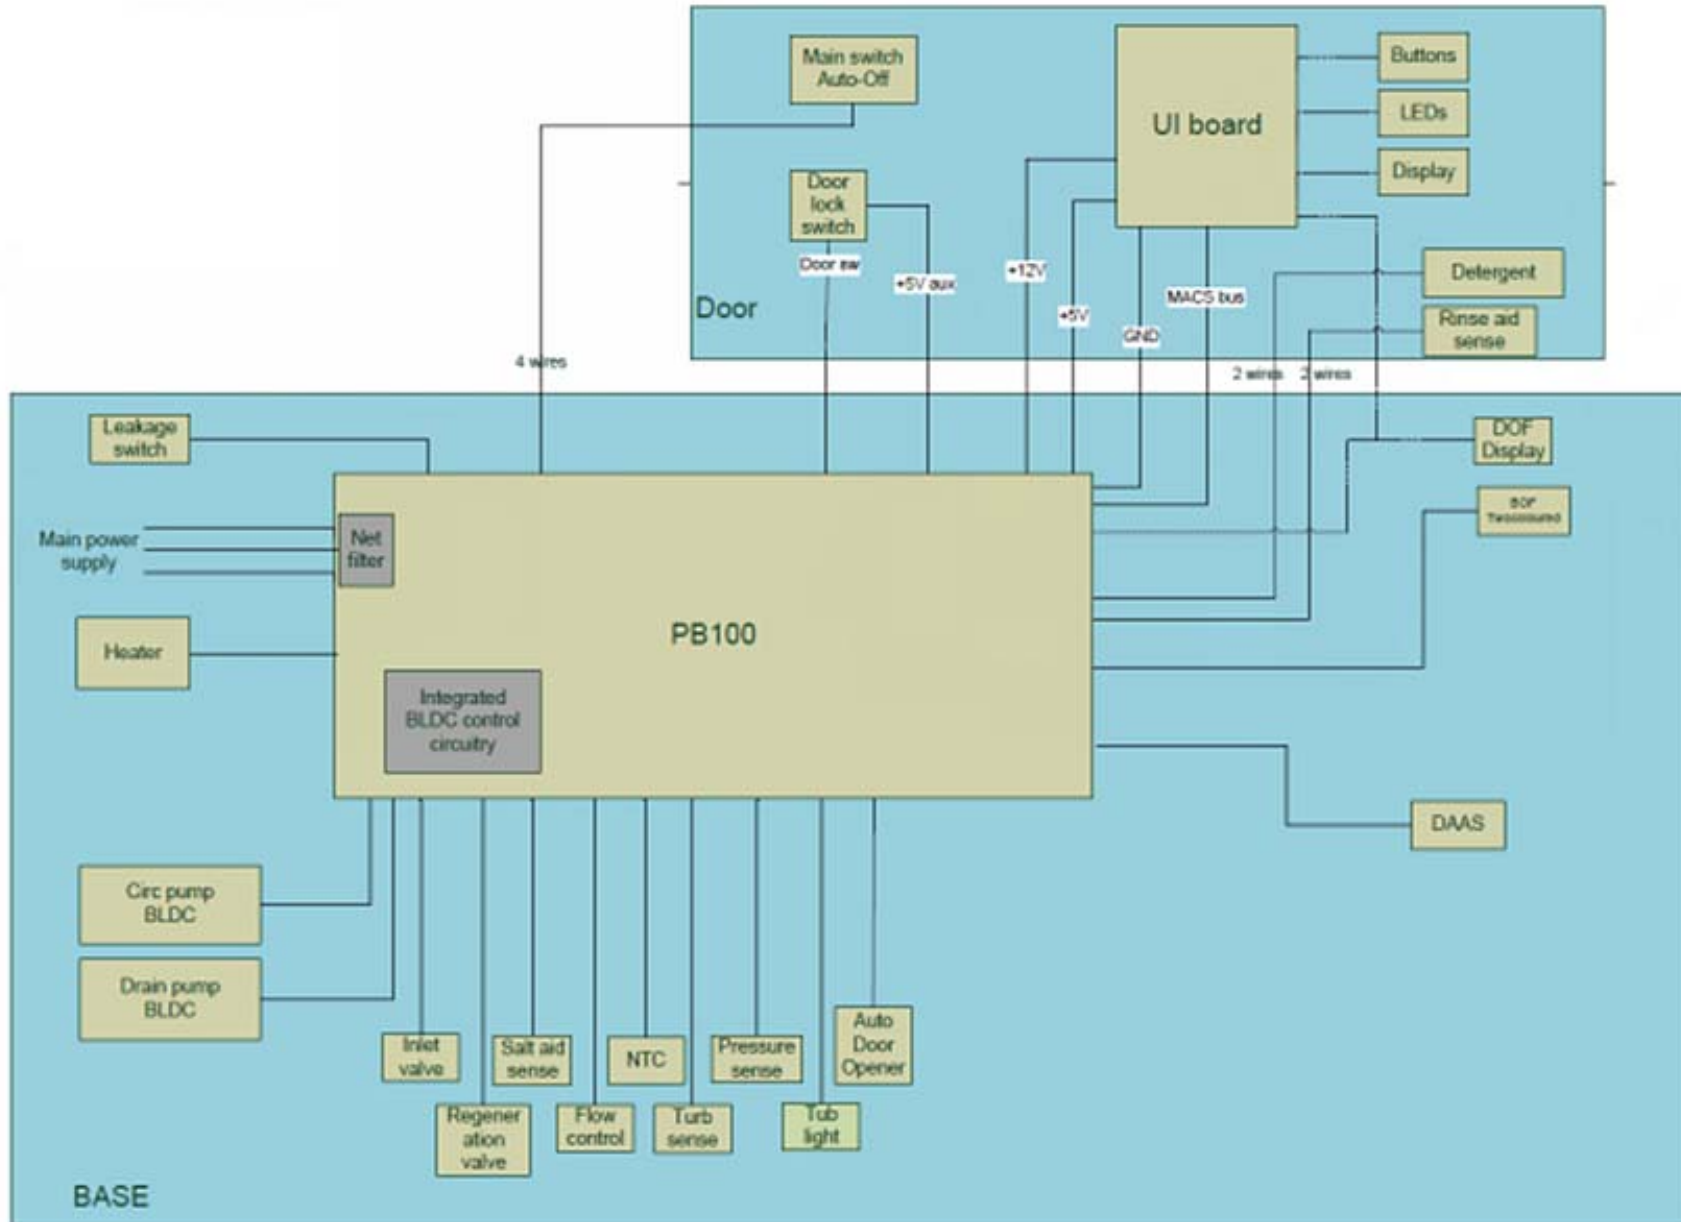 Main switch
Auto-Off
UI board
Buttons
LEDs
Display
Door
lock
switch
Door sw
+5V aux
+12V
+5V
GND
MACS bus
Detergent
Rinse aid
sense
Door
4 wires
2 wires
2 wires
Leakage
switch
DOF
Display
Main power
supply
Net
filter
Heater
PB100
Integrated
BLDC control
circuitry
DAAS
Circ pump
BLDC
Drain pump
BLDC
Inlet
valve
Salt aid
sense
NTC
Pressure
sense
Auto
Door
Opener
Regener
ation
valve
Flow
control
Turb
sense
Tub
light
BASE